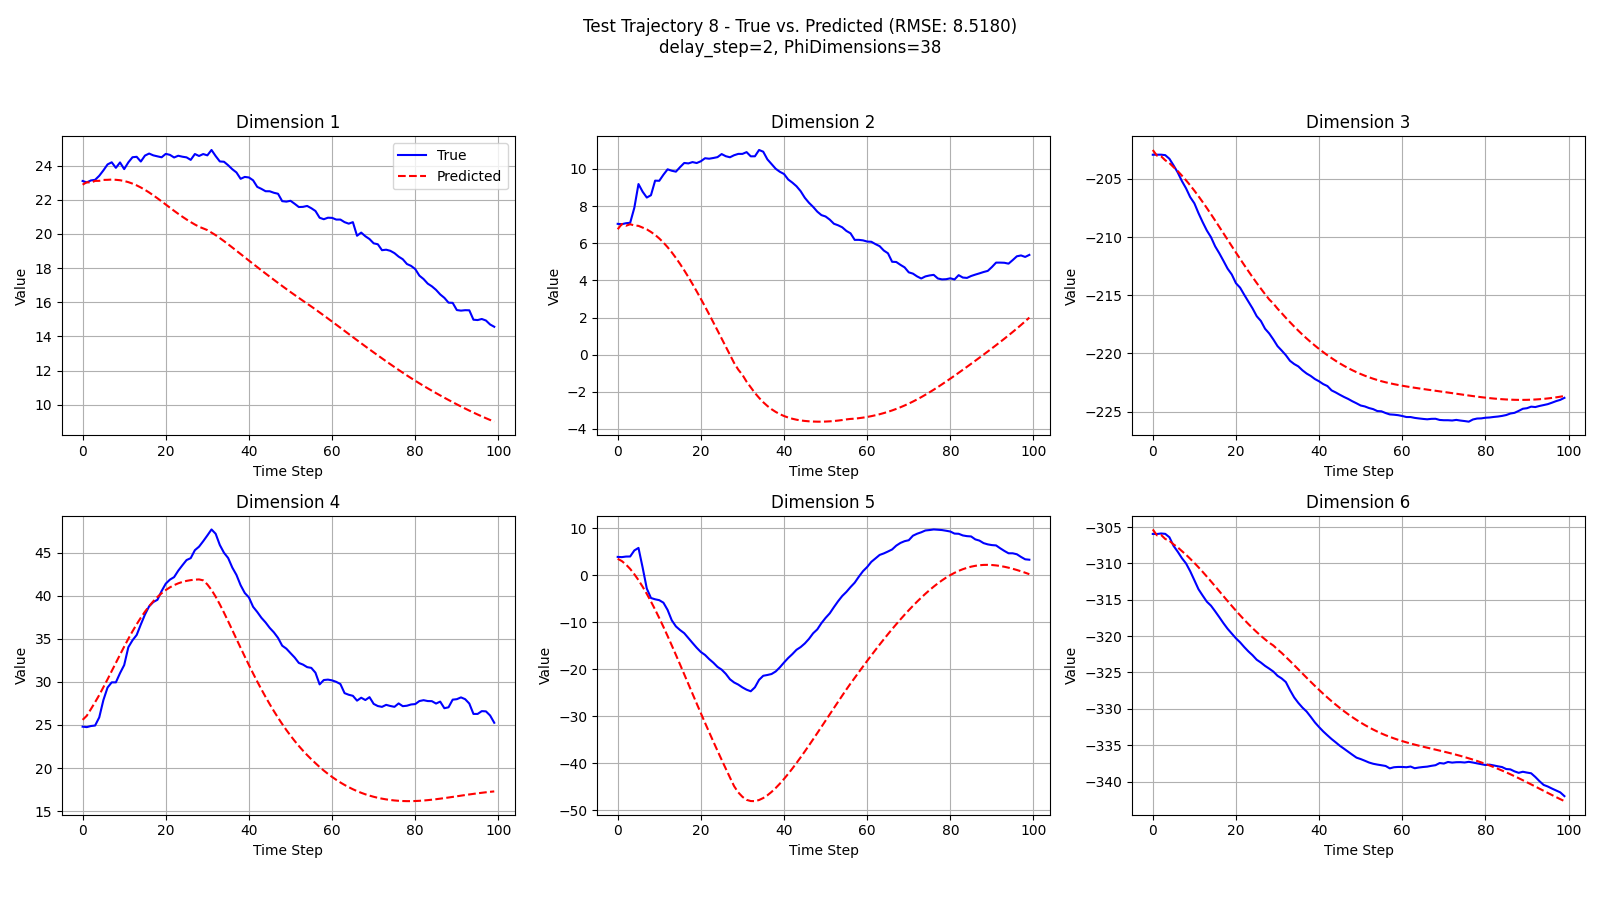 Test Trajectory 8 - True vs. Predicted (RMSE: 8.5180)
delay_step=2, PhiDimensions=38
Dimension 1
24
22
20
18
16
14
12
10
Value
0 20 40 60 80 100
Time Step
True
Predicted
Dimension 2
10
8
6
4
2
0
−2
−4
Value
0 20 40 60 80 100
Time Step
Dimension 3
−205
−210
−215
−220
−225
Value
0 20 40 60 80 100
Time Step
Dimension 4
45
40
35
30
25
20
15
Value
0 20 40 60 80 100
Time Step
Dimension 5
10
0
−10
−20
−30
−40
−50
Value
0 20 40 60 80 100
Time Step
Dimension 6
−305
−310
−315
−320
−325
−330
−335
−340
Value
0 20 40 60 80 100
Time Step